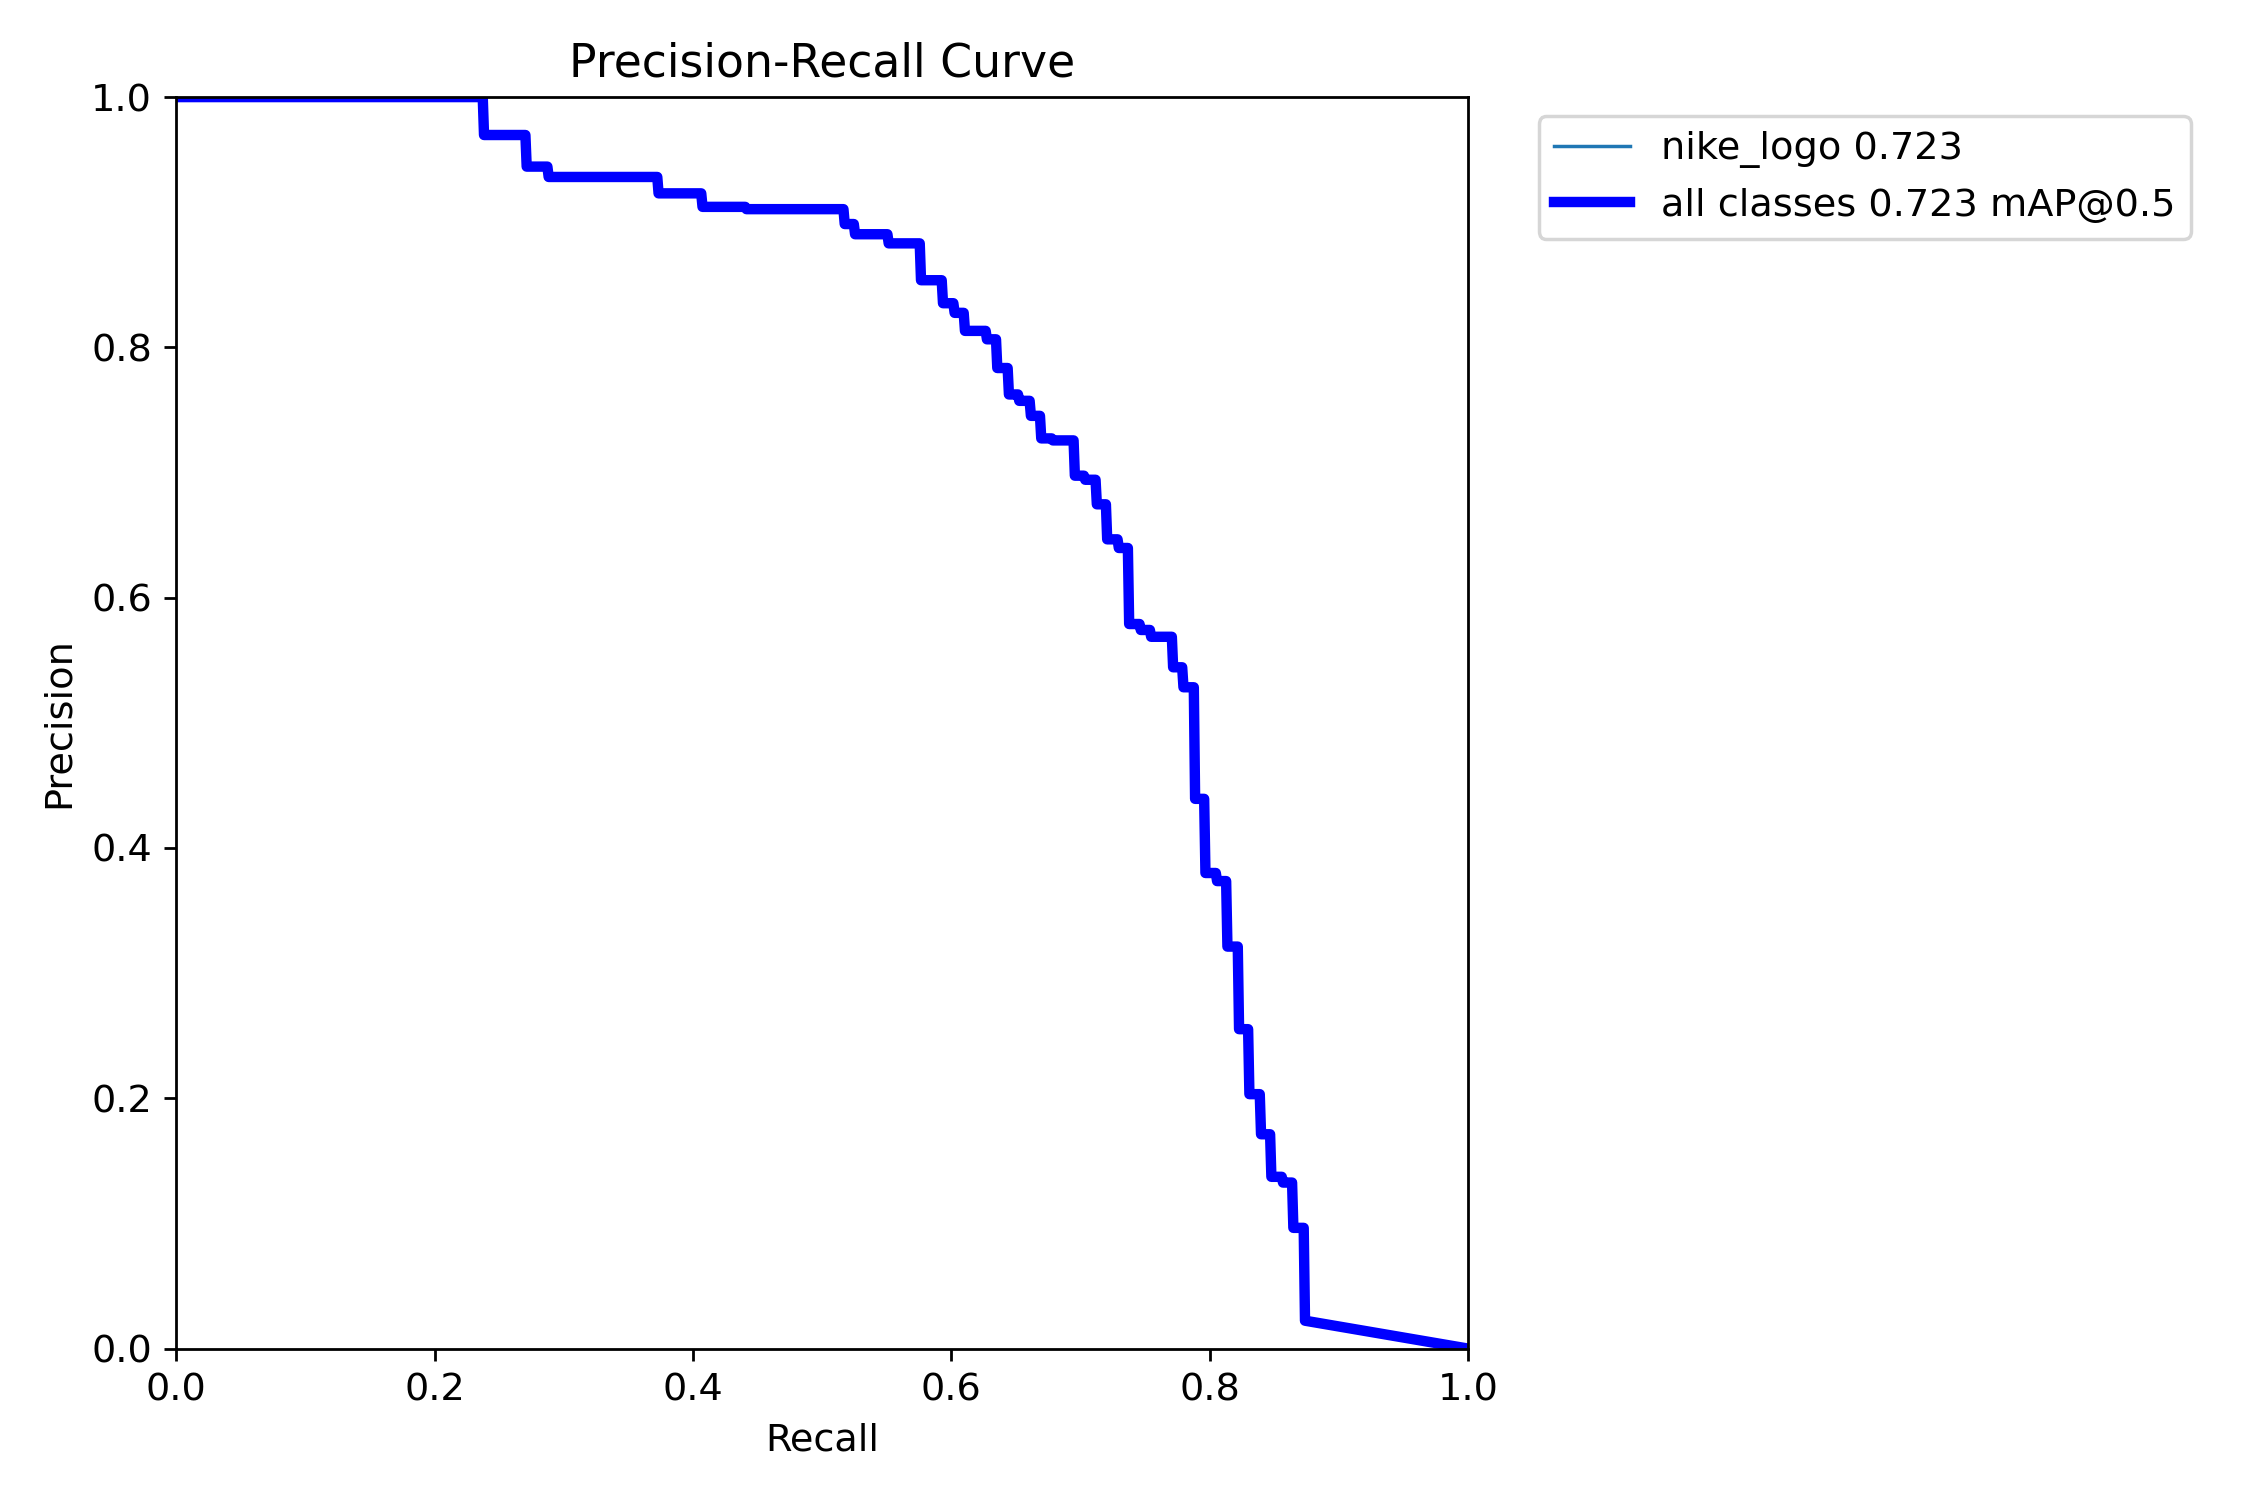 Precision-Recall Curve
1.0
0.8
0.6
0.4
0.2
0.0
Precision
0.0 0.2 0.4 0.6 0.8 1.0
Recall
nike_logo 0.723
all classes 0.723 mAP@0.5